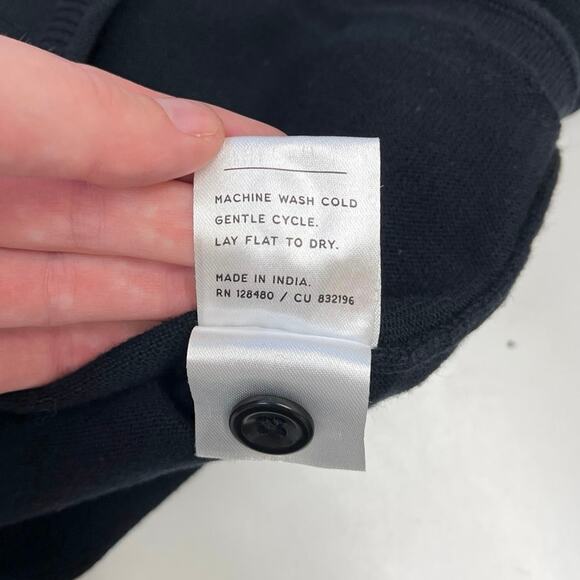 MACHINE WASH COLD
GENTLE CYCLE.
LAY FLAT TO DRY.
MADE IN INDIA.
RN 128480 / CU 832196